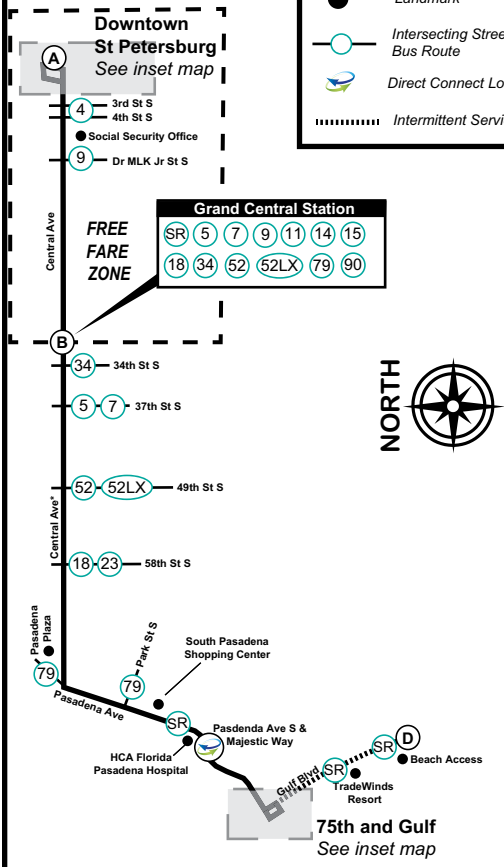 Downtown
St Petersburg
See inset map
A
3rd St S
4
4th St S
Social Security Office
9
Dr MLK Jr St S
Central Ave
FREE
FARE
ZONE
Landmark
Intersecting
Bus Route
Direct Connect
Intermittent
Grand Central Station
SR 5 7 9 11 14 15
18 34 52 52LX 79 90
B
34 34th St S
5 7 37th St S
NORTH
52 52LX 49th St S
Central Ave*
18 23 58th St S
Pasadena
Plaza
79
Park St S
79
South Pasadena
Shopping Center
Pasadena Ave
SR
Pasdenda Ave S &
Majestic Way
HCA Florida
Pasadena Hospital
D
SR
Beach Access
Gulf Blvd
SR
TradeWinds
Resort
75th and Gulf
See inset map